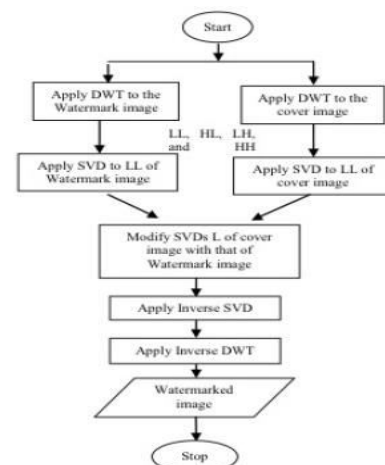 Start
Apply DWT to the
Watermark image
Apply DWT to the
cover image
LL, HL, LH,
and HH
Apply SVD to LL of
Watermark image
Apply SVD to LL of
cover image
Modify SVDs L of cover
image with that of
Watermark image
Apply Inverse SVD
Apply Inverse DWT
Watermarked
image
Stop